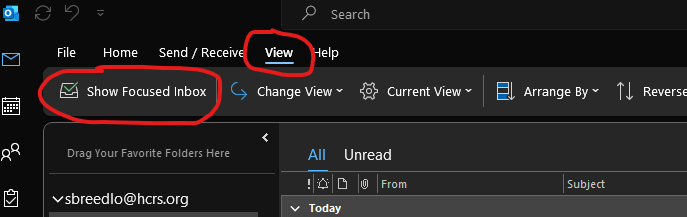 Search
File Home Send / Receive View Help
Show Focused Inbox Change View Current View Arrange By Reverse
Drag Your Favorite Folders Here
All Unread
! From Subject
sbreedlo@hcrs.org
Today